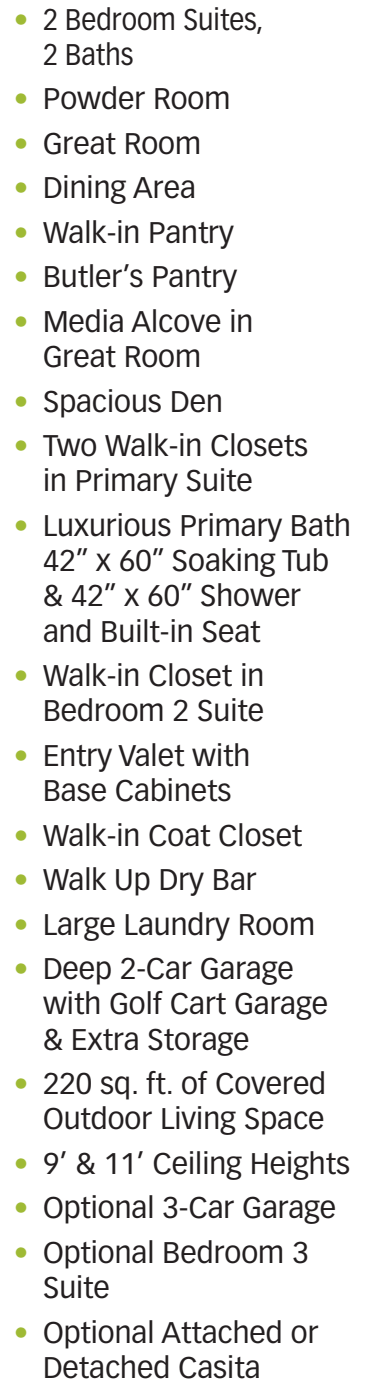 • 2 Bedroom Suites,
2 Baths
• Powder Room
• Great Room
• Dining Area
• Walk-in Pantry
• Butler’s Pantry
• Media Alcove in
Great Room
• Spacious Den
• Two Walk-in Closets
in Primary Suite
• Luxurious Primary Bath
42” x 60” Soaking Tub
& 42” x 60” Shower
and Built-in Seat
• Walk-in Closet in
Bedroom 2 Suite
• Entry Valet with
Base Cabinets
• Walk-in Coat Closet
• Walk Up Dry Bar
• Large Laundry Room
• Deep 2-Car Garage
with Golf Cart Garage
& Extra Storage
• 220 sq. ft. of Covered
Outdoor Living Space
• 9’ & 11’ Ceiling Heights
• Optional 3-Car Garage
• Optional Bedroom 3
Suite
• Optional Attached or
Detached Casita